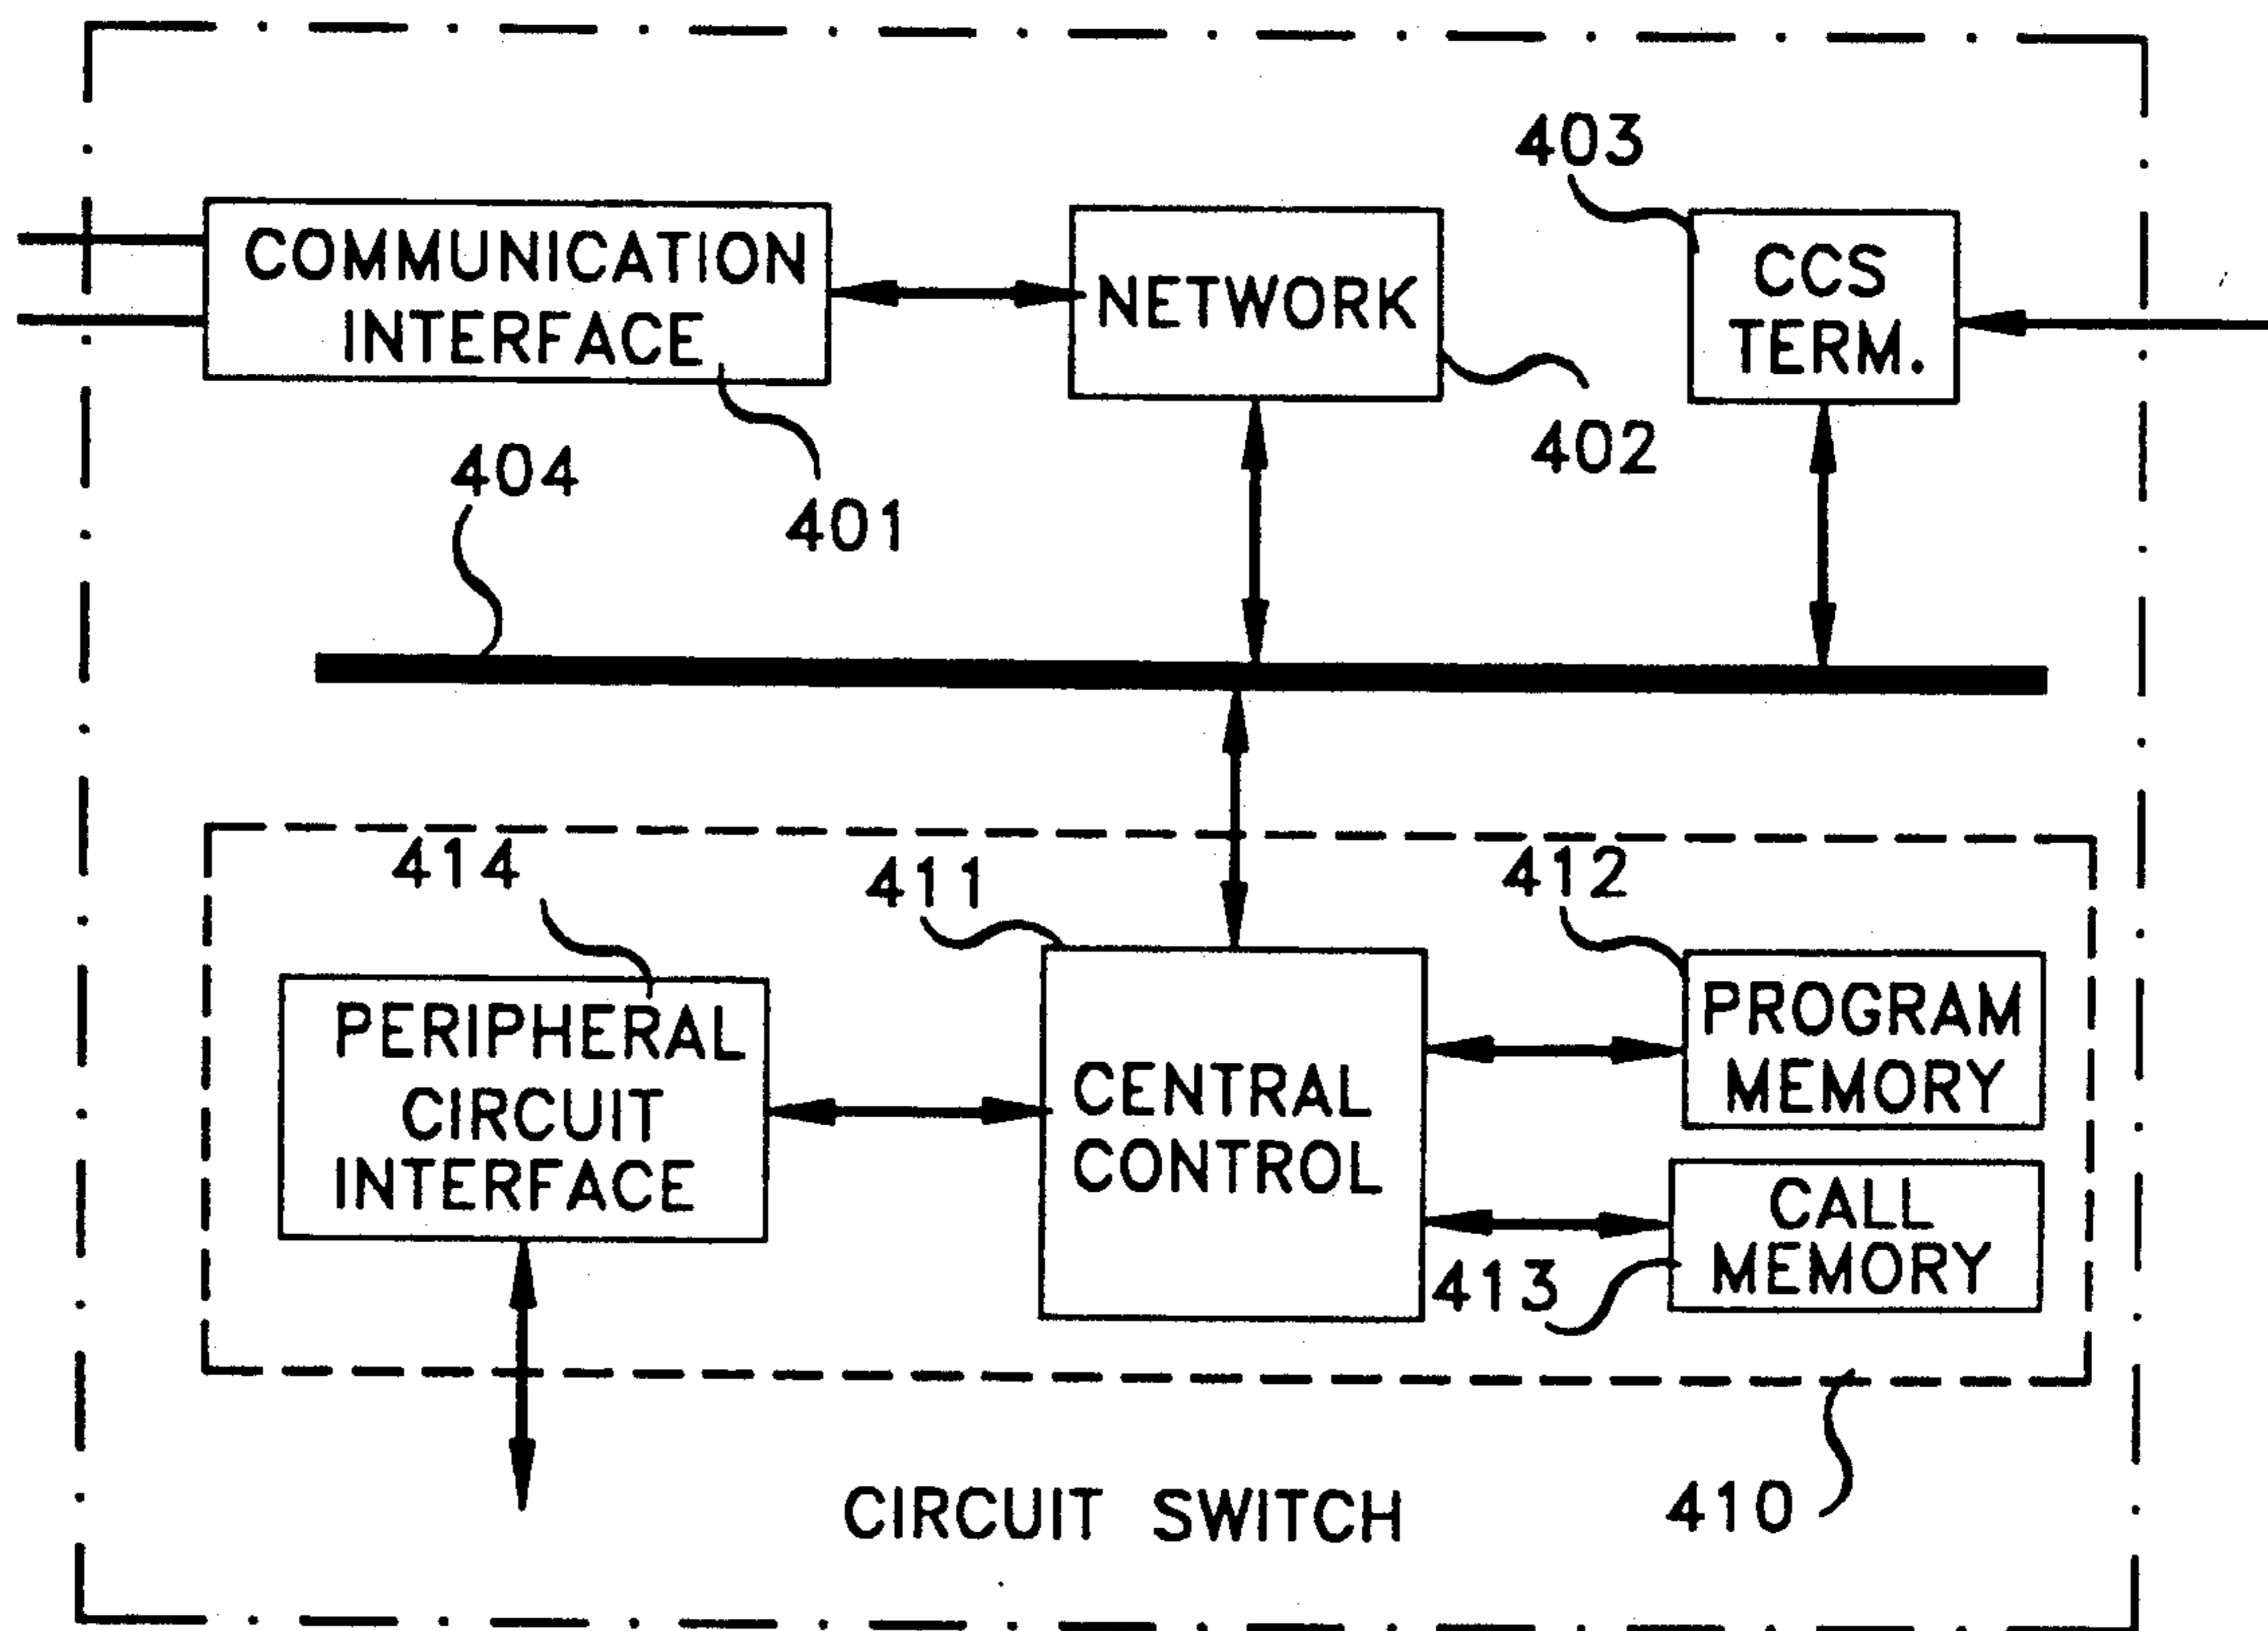 403
COMMUNICATION
INTERFACE
NETWORK
CCS
TERM.
404
401
402
414
411
412
PERIPHERAL
CIRCUIT
INTERFACE
CENTRAL
CONTROL
PROGRAM
MEMORY
CALL
MEMORY
413
CIRCUIT SWITCH
410